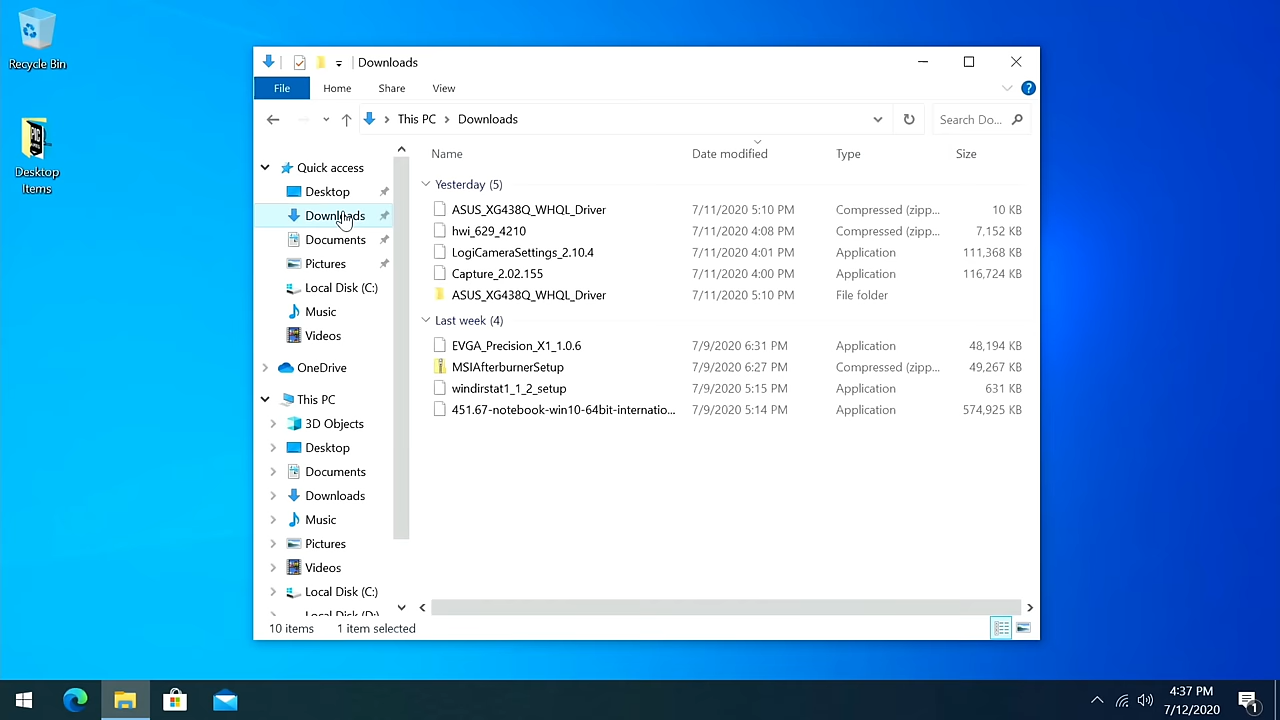 Recycle Bin
Desktop
Items
Downloads
File Home Share View
This PC > Downloads
Search Do...
Quick access
Desktop
Downloads
Documents
Pictures
Local Disk (C:)
Music
Videos
OneDrive
This PC
3D Objects
Desktop
Documents
Downloads
Music
Pictures
Videos
Local Disk (C:)
Local Disk (D:)
Name Date modified Type Size
Yesterday (5)
ASUS_XG438Q_WHQL_Driver 7/11/2020 5:10 PM Compressed (zipp... 10 KB
hwi_629_4210 7/11/2020 4:08 PM Compressed (zipp... 7,152 KB
LogiCameraSettings_2.10.4 7/11/2020 4:01 PM Application 111,368 KB
Capture_2.02.155 7/11/2020 4:00 PM Application 116,724 KB
ASUS_XG438Q_WHQL_Driver 7/11/2020 5:10 PM File folder
Last week (4)
EVGA_Precision_X1_1.0.6 7/9/2020 6:31 PM Application 48,194 KB
MSIAfterburnerSetup 7/9/2020 6:27 PM Compressed (zipp... 49,267 KB
windirstat1_1_2_setup 7/9/2020 5:15 PM Application 631 KB
451.67-notebook-win10-64bit-internatio... 7/9/2020 5:14 PM Application 574,925 KB
10 items 1 item selected
4:37 PM
7/12/2020
1